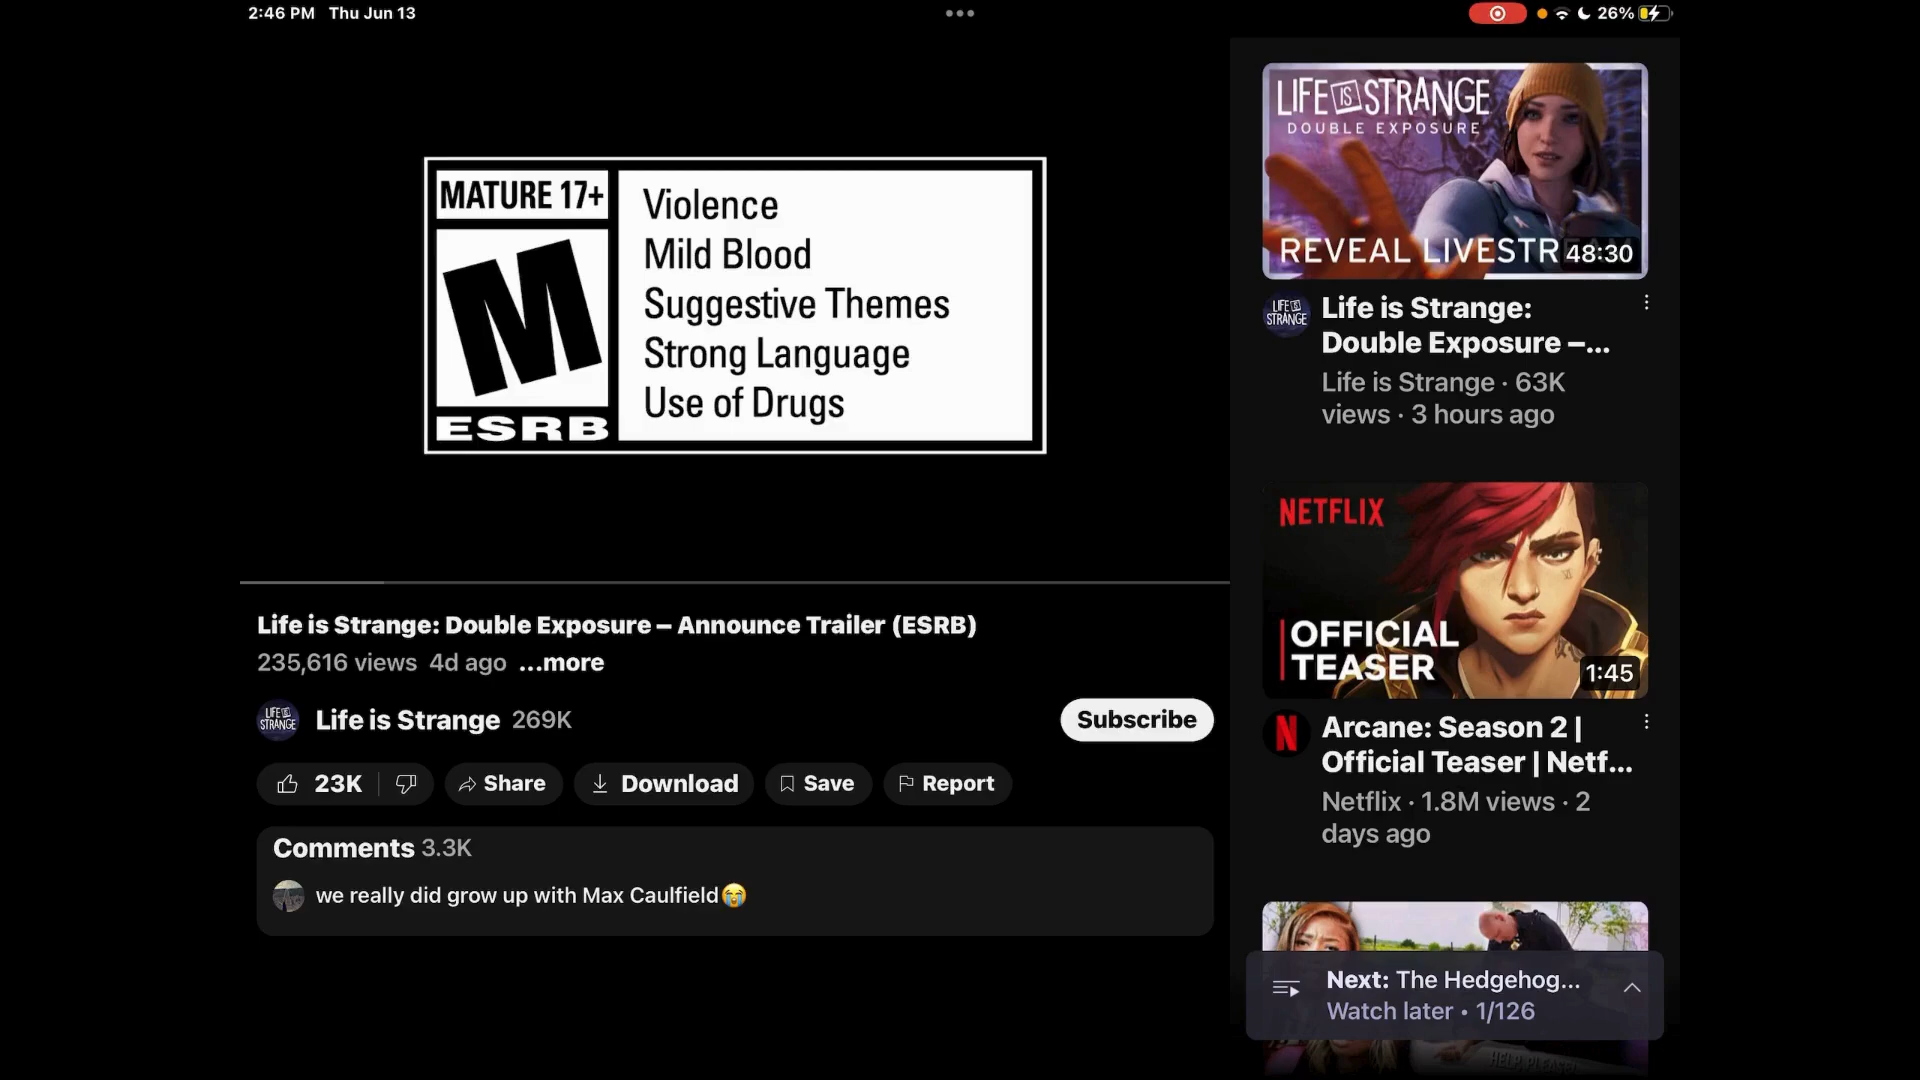 2:46 PM Thu Jun 13
26%
MATURE 17+
M
ESRB
Violence
Mild Blood
Suggestive Themes
Strong Language
Use of Drugs
Life is Strange: Double Exposure – Announce Trailer (ESRB)
235,616 views 4d ago ...more
LIFE IS STRANGE
Life is Strange 269K
Subscribe
23K
Share
Download
Save
Report
Comments 3.3K
we really did grow up with Max Caulfield😭
LIFE IS STRANGE
DOUBLE EXPOSURE
REVEAL LIVESTR
48:30
LIFE IS STRANGE
Life is Strange:
Double Exposure –...
Life is Strange · 63K
views · 3 hours ago
NETFLIX
OFFICIAL
TEASER
1:45
N
Arcane: Season 2 |
Official Teaser | Netf...
Netflix · 1.8M views · 2
days ago
Next: The Hedgehog...
Watch later • 1/126
HELP, PLEASE!